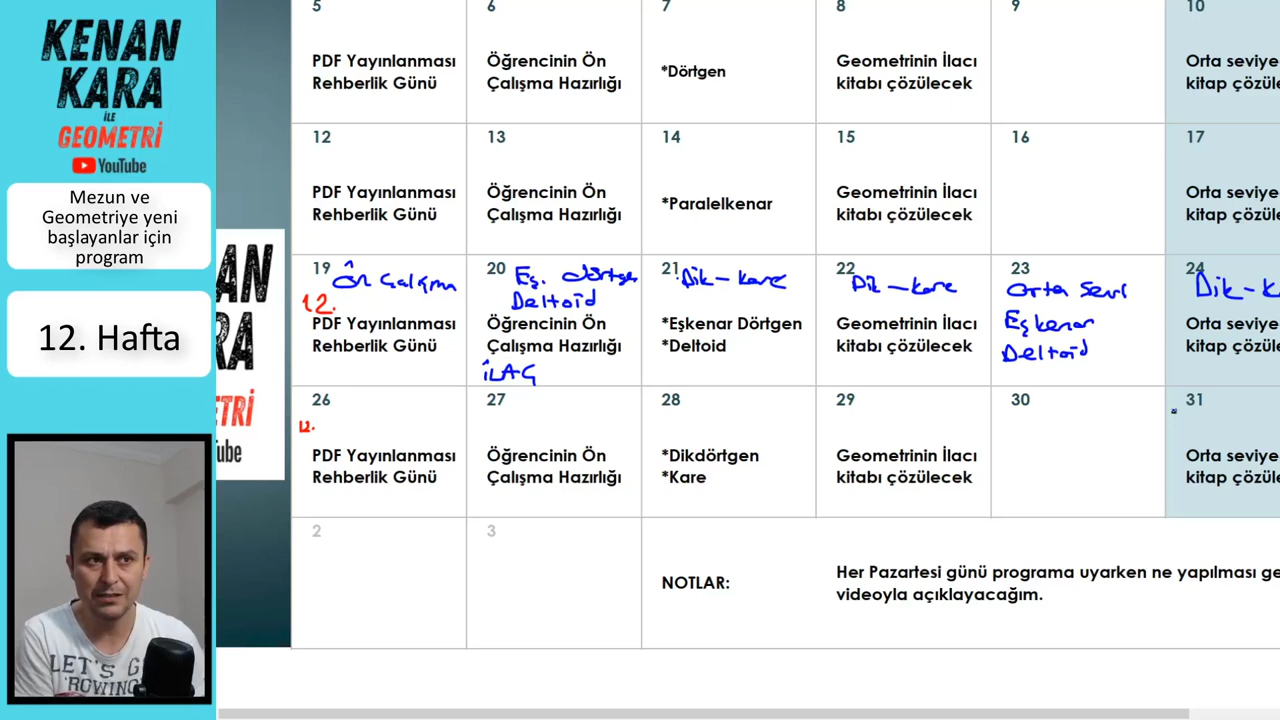 KENAN
KARA
İLE
GEOMETRİ
YouTube
Mezun ve
Geometriye yeni
başlayanlar için
program
12. Hafta
AN
RA
ETRİ
ube
LET'S G
5
PDF Yayınlanması
Rehberlik Günü
6
Öğrencinin Ön
Çalışma Hazırlığı
7
*Dörtgen
8
Geometrinin İlacı
kitabı çözülecek
9
10
Orta seviye
kitap çözüle
12
PDF Yayınlanması
Rehberlik Günü
13
Öğrencinin Ön
Çalışma Hazırlığı
14
*Paralelkenar
15
Geometrinin İlacı
kitabı çözülecek
16
17
Orta seviye
kitap çözüle
19 Ön Çalışma
12.
PDF Yayınlanması
Rehberlik Günü
20 Eş. dörtgen
Deltoid
Öğrencinin Ön
Çalışma Hazırlığı
İLAÇ
21 Dik-kare
*Eşkenar Dörtgen
*Deltoid
22 Dik-kare
Geometrinin İlacı
kitabı çözülecek
23
Orta sevi
Eşkenar
Deltoid
24 Dik-k
Orta seviye
kitap çözüle
26
12.
PDF Yayınlanması
Rehberlik Günü
27
Öğrencinin Ön
Çalışma Hazırlığı
28
*Dikdörtgen
*Kare
29
Geometrinin İlacı
kitabı çözülecek
30
31
Orta seviye
kitap çözüle
2
3
NOTLAR:
Her Pazartesi günü programa uyarken ne yapılması ge
videoyla açıklayacağım.